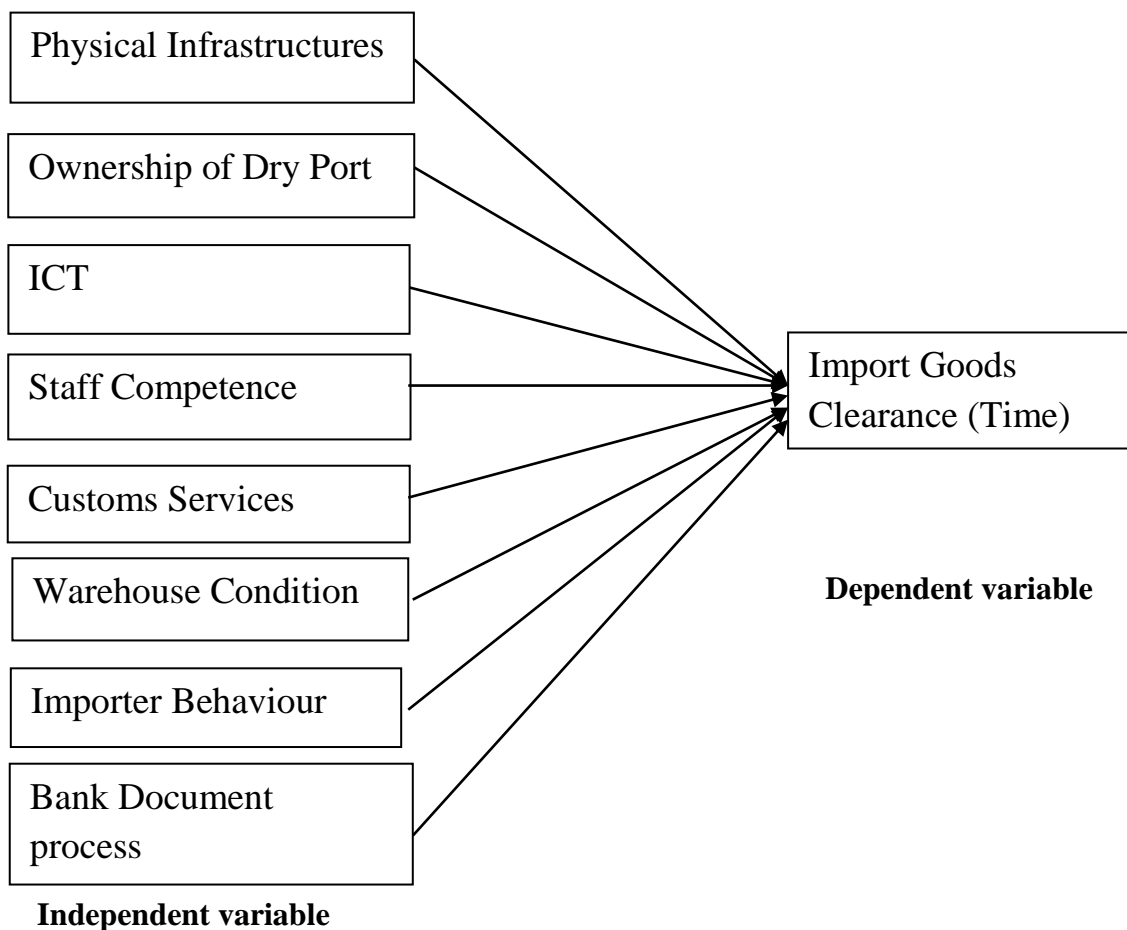 Physical Infrastructures
Ownership of Dry Port
ICT
Staff Competence
Customs Services
Warehouse Condition
Importer Behaviour
Bank Document
process
Independent variable
Import Goods
Clearance (Time)
Dependent variable